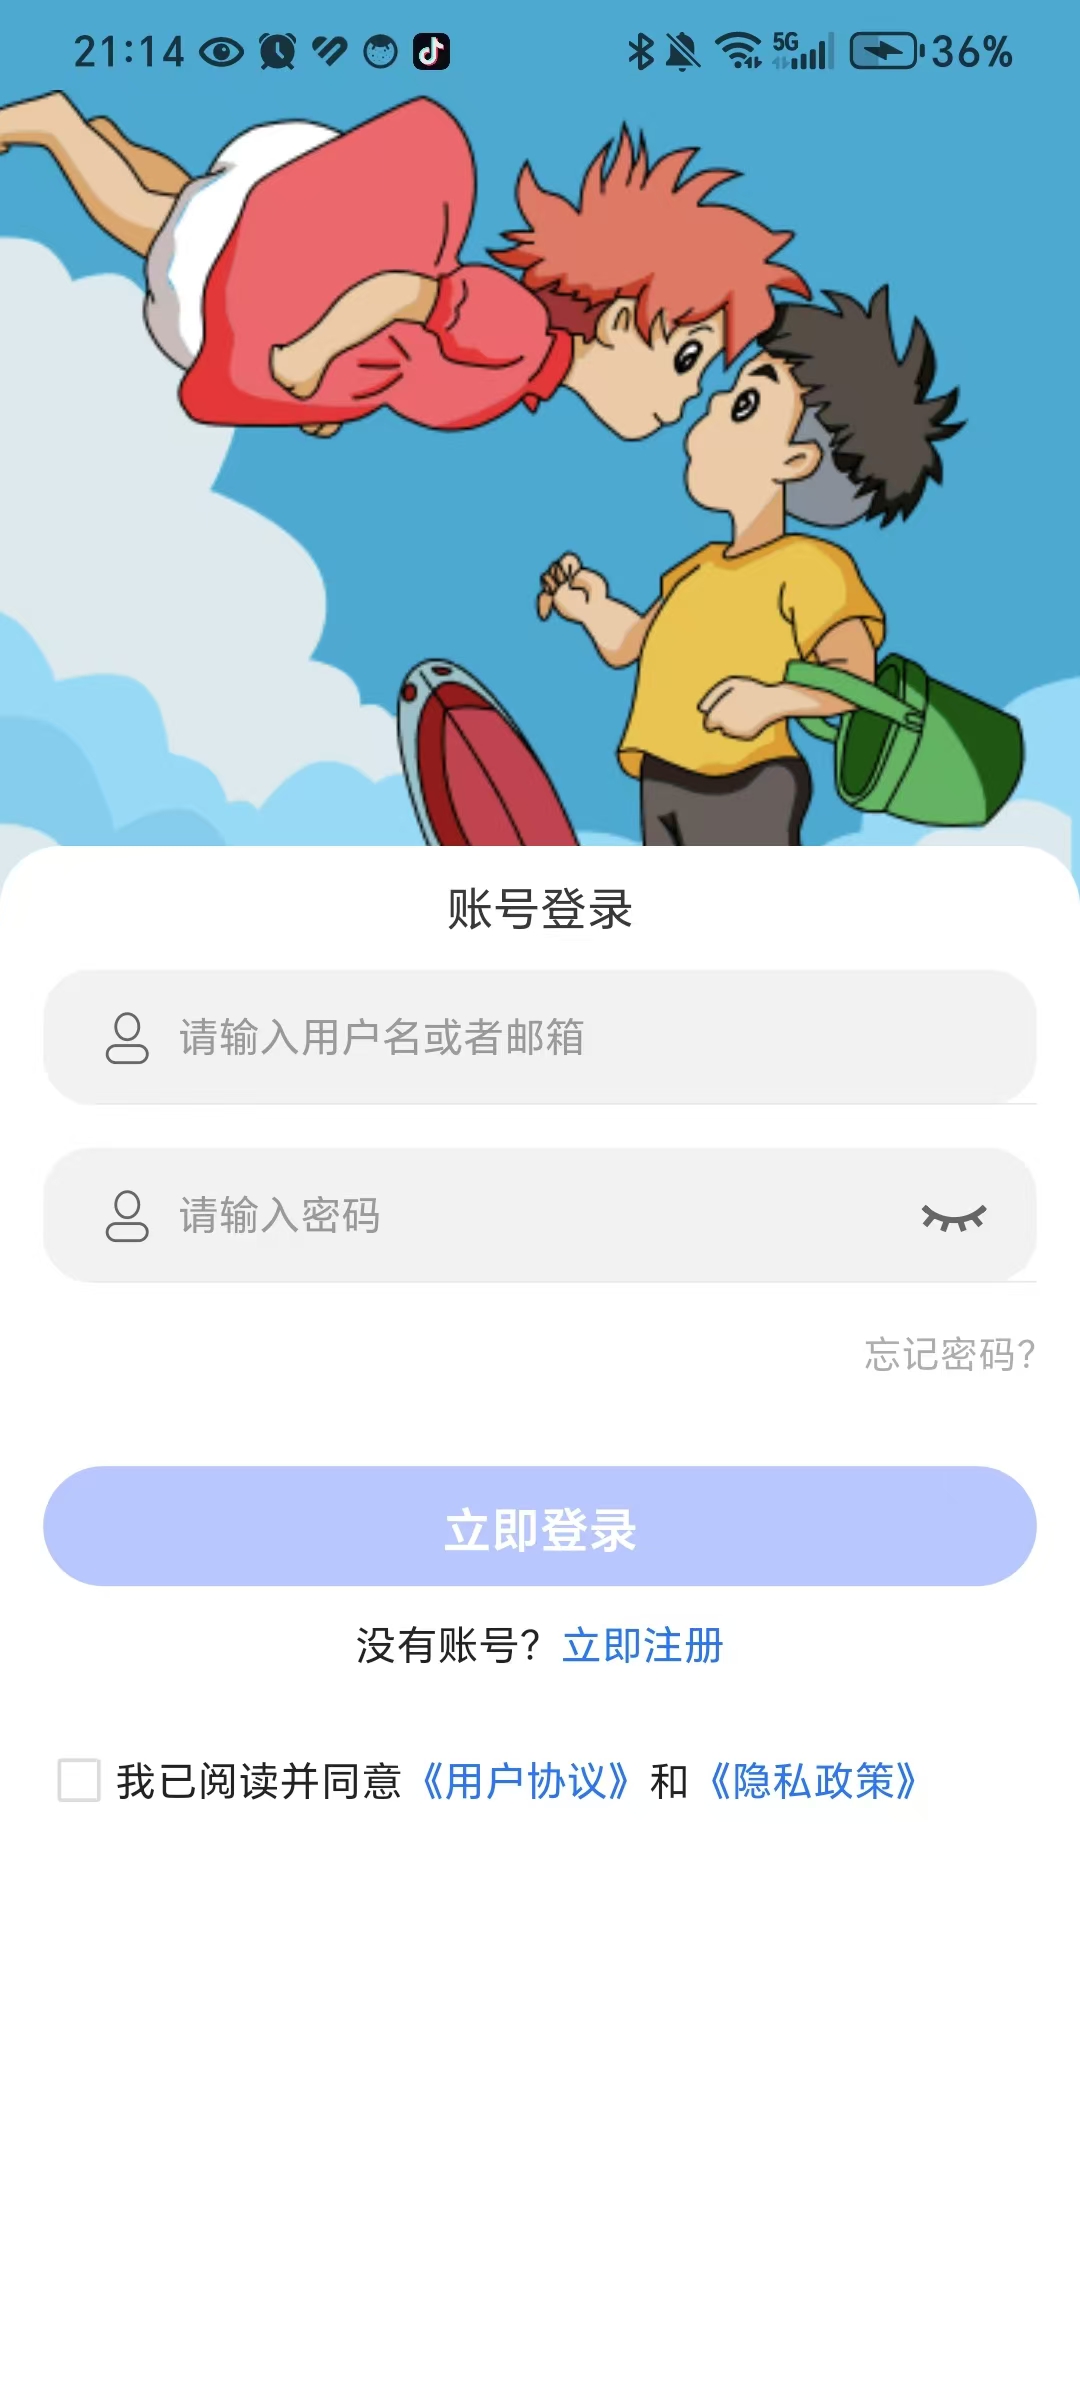 21:14 5G 36%
账号登录
请输入用户名或者邮箱
请输入密码
忘记密码?
立即登录
没有账号? 立即注册
我已阅读并同意《用户协议》和《隐私政策》